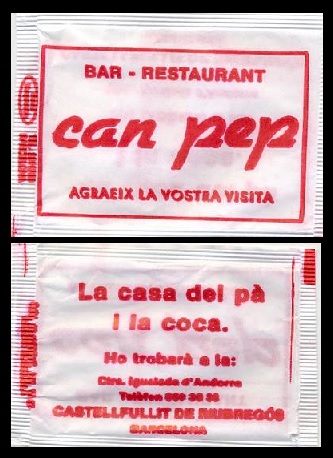 BAR - RESTAURANT
can pep
AGRAEIX LA VOSTRA VISITA
La casa del pà
i la coca.
Ho trobarà a la:
Ctra. Igualada d'Andorra
Telèfon
CASTELLFULLIT DE RIUBREGÓS
BARCELONA